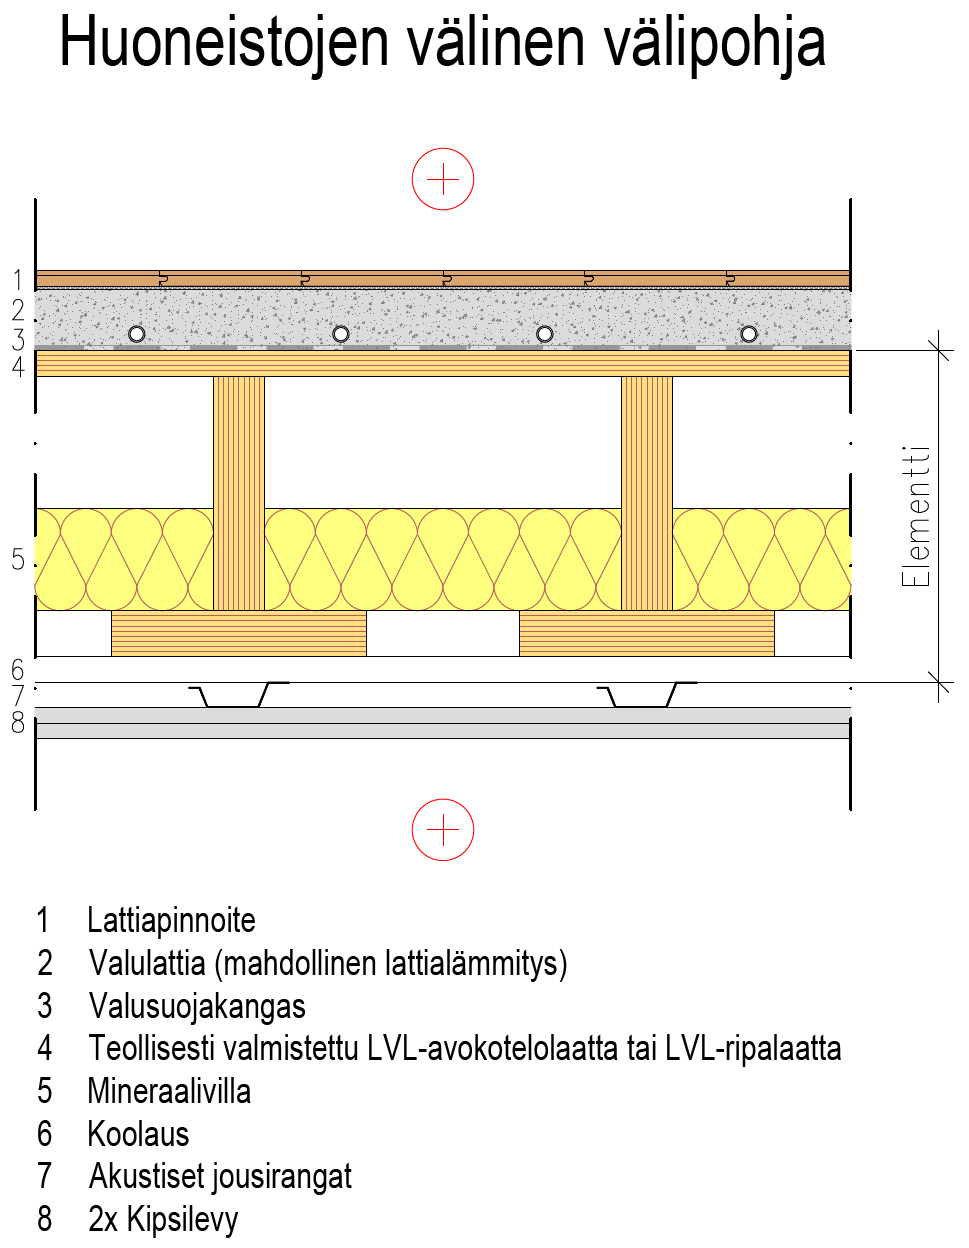 Huoneistojen välinen välipohja
1
2
3
4
5
6
7
8
Elementti
1 Lattiapinnoite
2 Valulattia (mahdollinen lattialämmitys)
3 Valusuojakangas
4 Teollisesti valmistettu LVL-avokotelolaatta tai LVL-ripalaatta
5 Mineraalivilla
6 Koolaus
7 Akustiset jousirangat
8 2x Kipsilevy